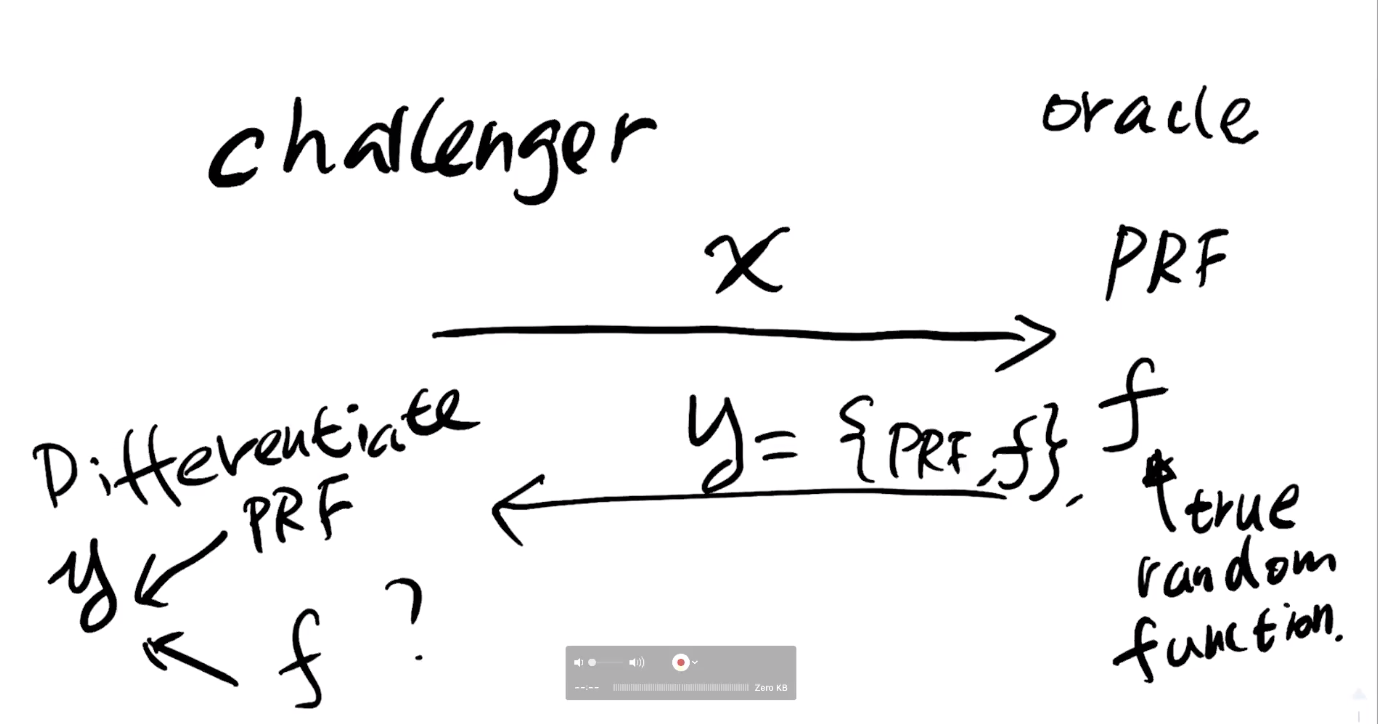 challenger
oracle
x
PRF
y = {PRF, f}.
f
Differentiate
PRF
y
f ?
true
random
function.
--:--
Zero KB